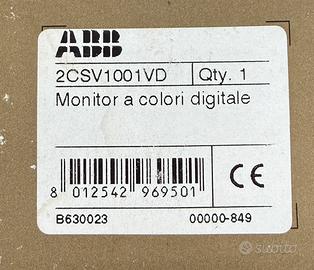 ABB
2CSV1001VD Qty. 1
Monitor a colori digitale
8 012542 969501
CE
B630023 00000-849
subito